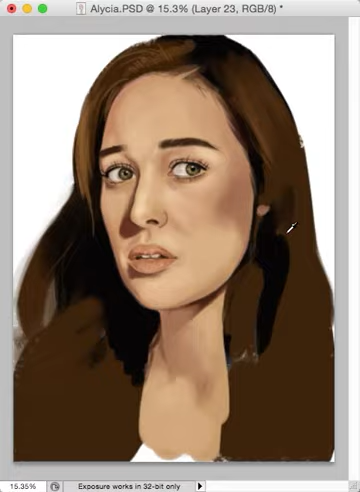 Alycia.PSD @ 15.3% (Layer 23, RGB/8) *
15.35%
Exposure works in 32-bit only